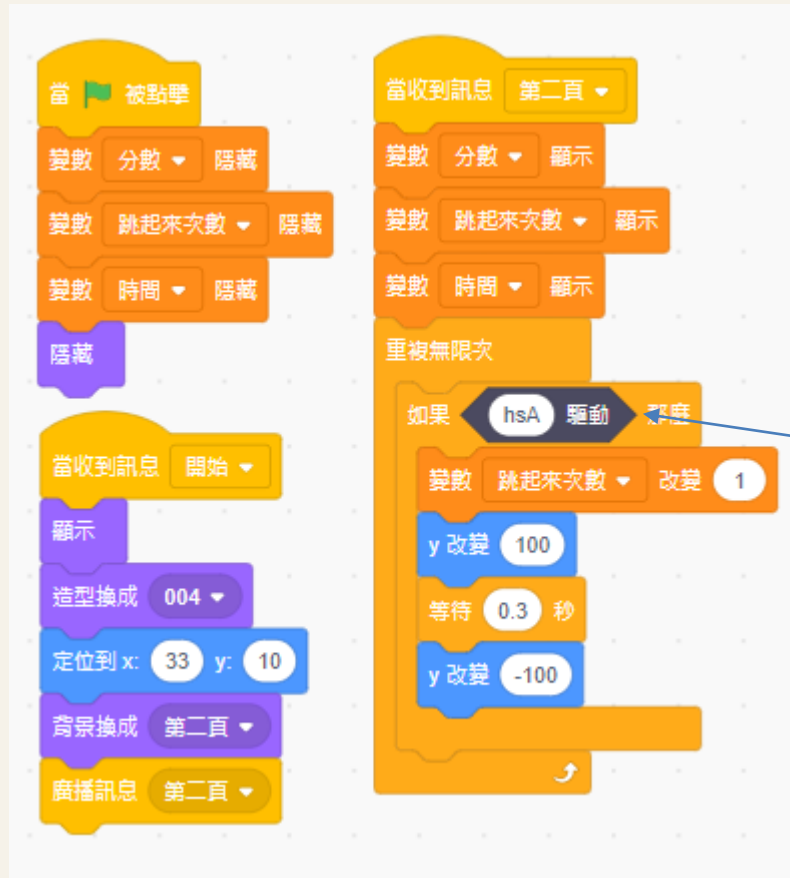 當 被點擊
變數 分數 隱藏
變數 跳起來次數 隱藏
變數 時間 隱藏
隱藏
當收到訊息 開始
顯示
造型換成 004
定位到 x: 33 y: 10
背景換成 第二頁
廣播訊息 第二頁
當收到訊息 第二頁
變數 分數 顯示
變數 跳起來次數 顯示
變數 時間 顯示
重複無限次
如果 hsA 驅動 那麼
變數 跳起來次數 改變 1
y 改變 100
等待 0.3 秒
y 改變 -100